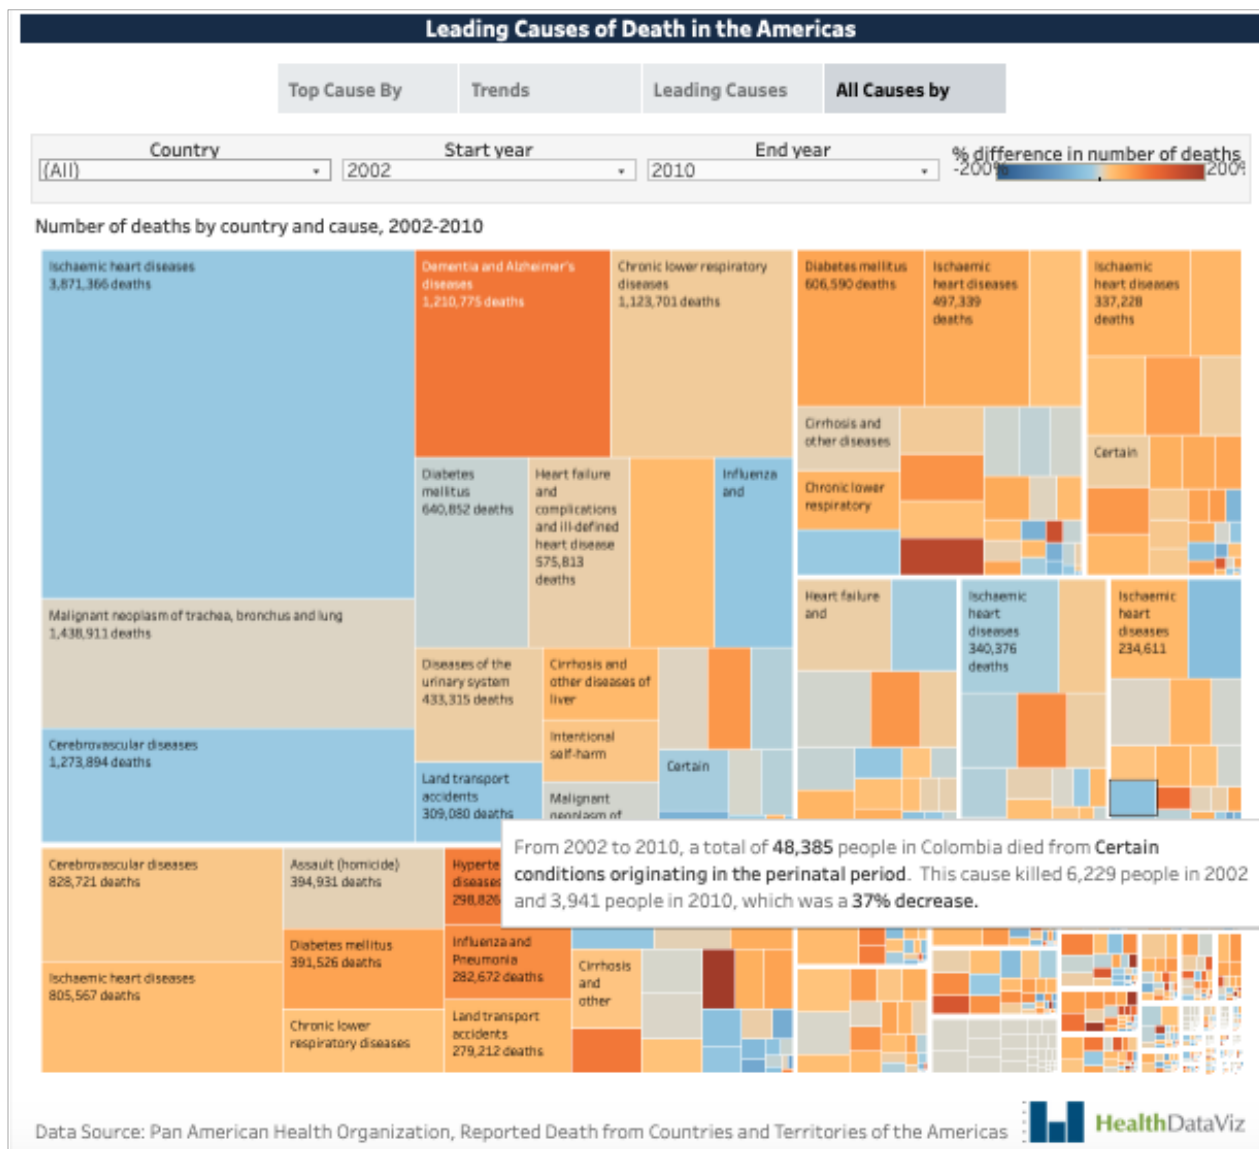 Leading Causes of Death in the Americas
Top Cause By
Trends
Leading Causes
All Causes by
Country
Start year
End year
% difference in number of deaths
(All)
2002
2010
-200%
200%
Number of deaths by country and cause, 2002-2010
Ischaemic heart diseases
3,871,366 deaths
Malignant neoplasm of trachea, bronchus and lung
1,438,911 deaths
Cerebrovascular diseases
1,273,894 deaths
Dementia and Alzheimer's
diseases
1,210,775 deaths
Chronic lower respiratory
diseases
1,123,701 deaths
Diabetes
mellitus
640,852 deaths
Heart failure
and
complications
and ill-defined
heart disease
575,813
deaths
Influenza
and
Diseases of the
urinary system
433,315 deaths
Cirrhosis and
other diseases of
liver
Intentional
self-harm
Land transport
accidents
309,080 deaths
Malignant
neoplasm of
Certain
Diabetes mellitus
606,590 deaths
Ischaemic
heart diseases
497,339
deaths
Cirrhosis and
other diseases
Chronic lower
respiratory
Ischaemic
heart diseases
337,228
deaths
Certain
Heart failure
and
Ischaemic
heart
diseases
340,376
deaths
Ischaemic
heart
diseases
234,611
From 2002 to 2010, a total of 48,385 people in Colombia died from Certain
conditions originating in the perinatal period. This cause killed 6,229 people in 2002
and 3,941 people in 2010, which was a 37% decrease.
Cerebrovascular diseases
828,721 deaths
Ischaemic heart diseases
805,567 deaths
Assault (homicide)
394,931 deaths
Diabetes mellitus
391,526 deaths
Chronic lower
respiratory diseases
Hyperte
diseases
298,826
Influenza and
Pneumonia
282,672 deaths
Land transport
accidents
279,212 deaths
Cirrhosis
and
other
Data Source: Pan American Health Organization, Reported Death from Countries and Territories of the Americas
HealthDataViz